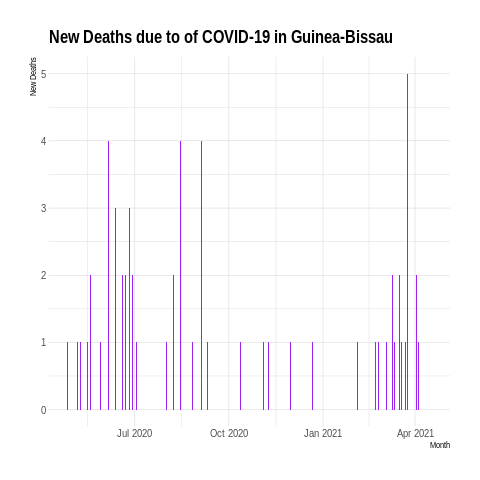 New Deaths due to of COVID-19 in Guinea-Bissau
New Deaths
5
4
3
2
1
0
Jul 2020 Oct 2020 Jan 2021 Apr 2021
Month